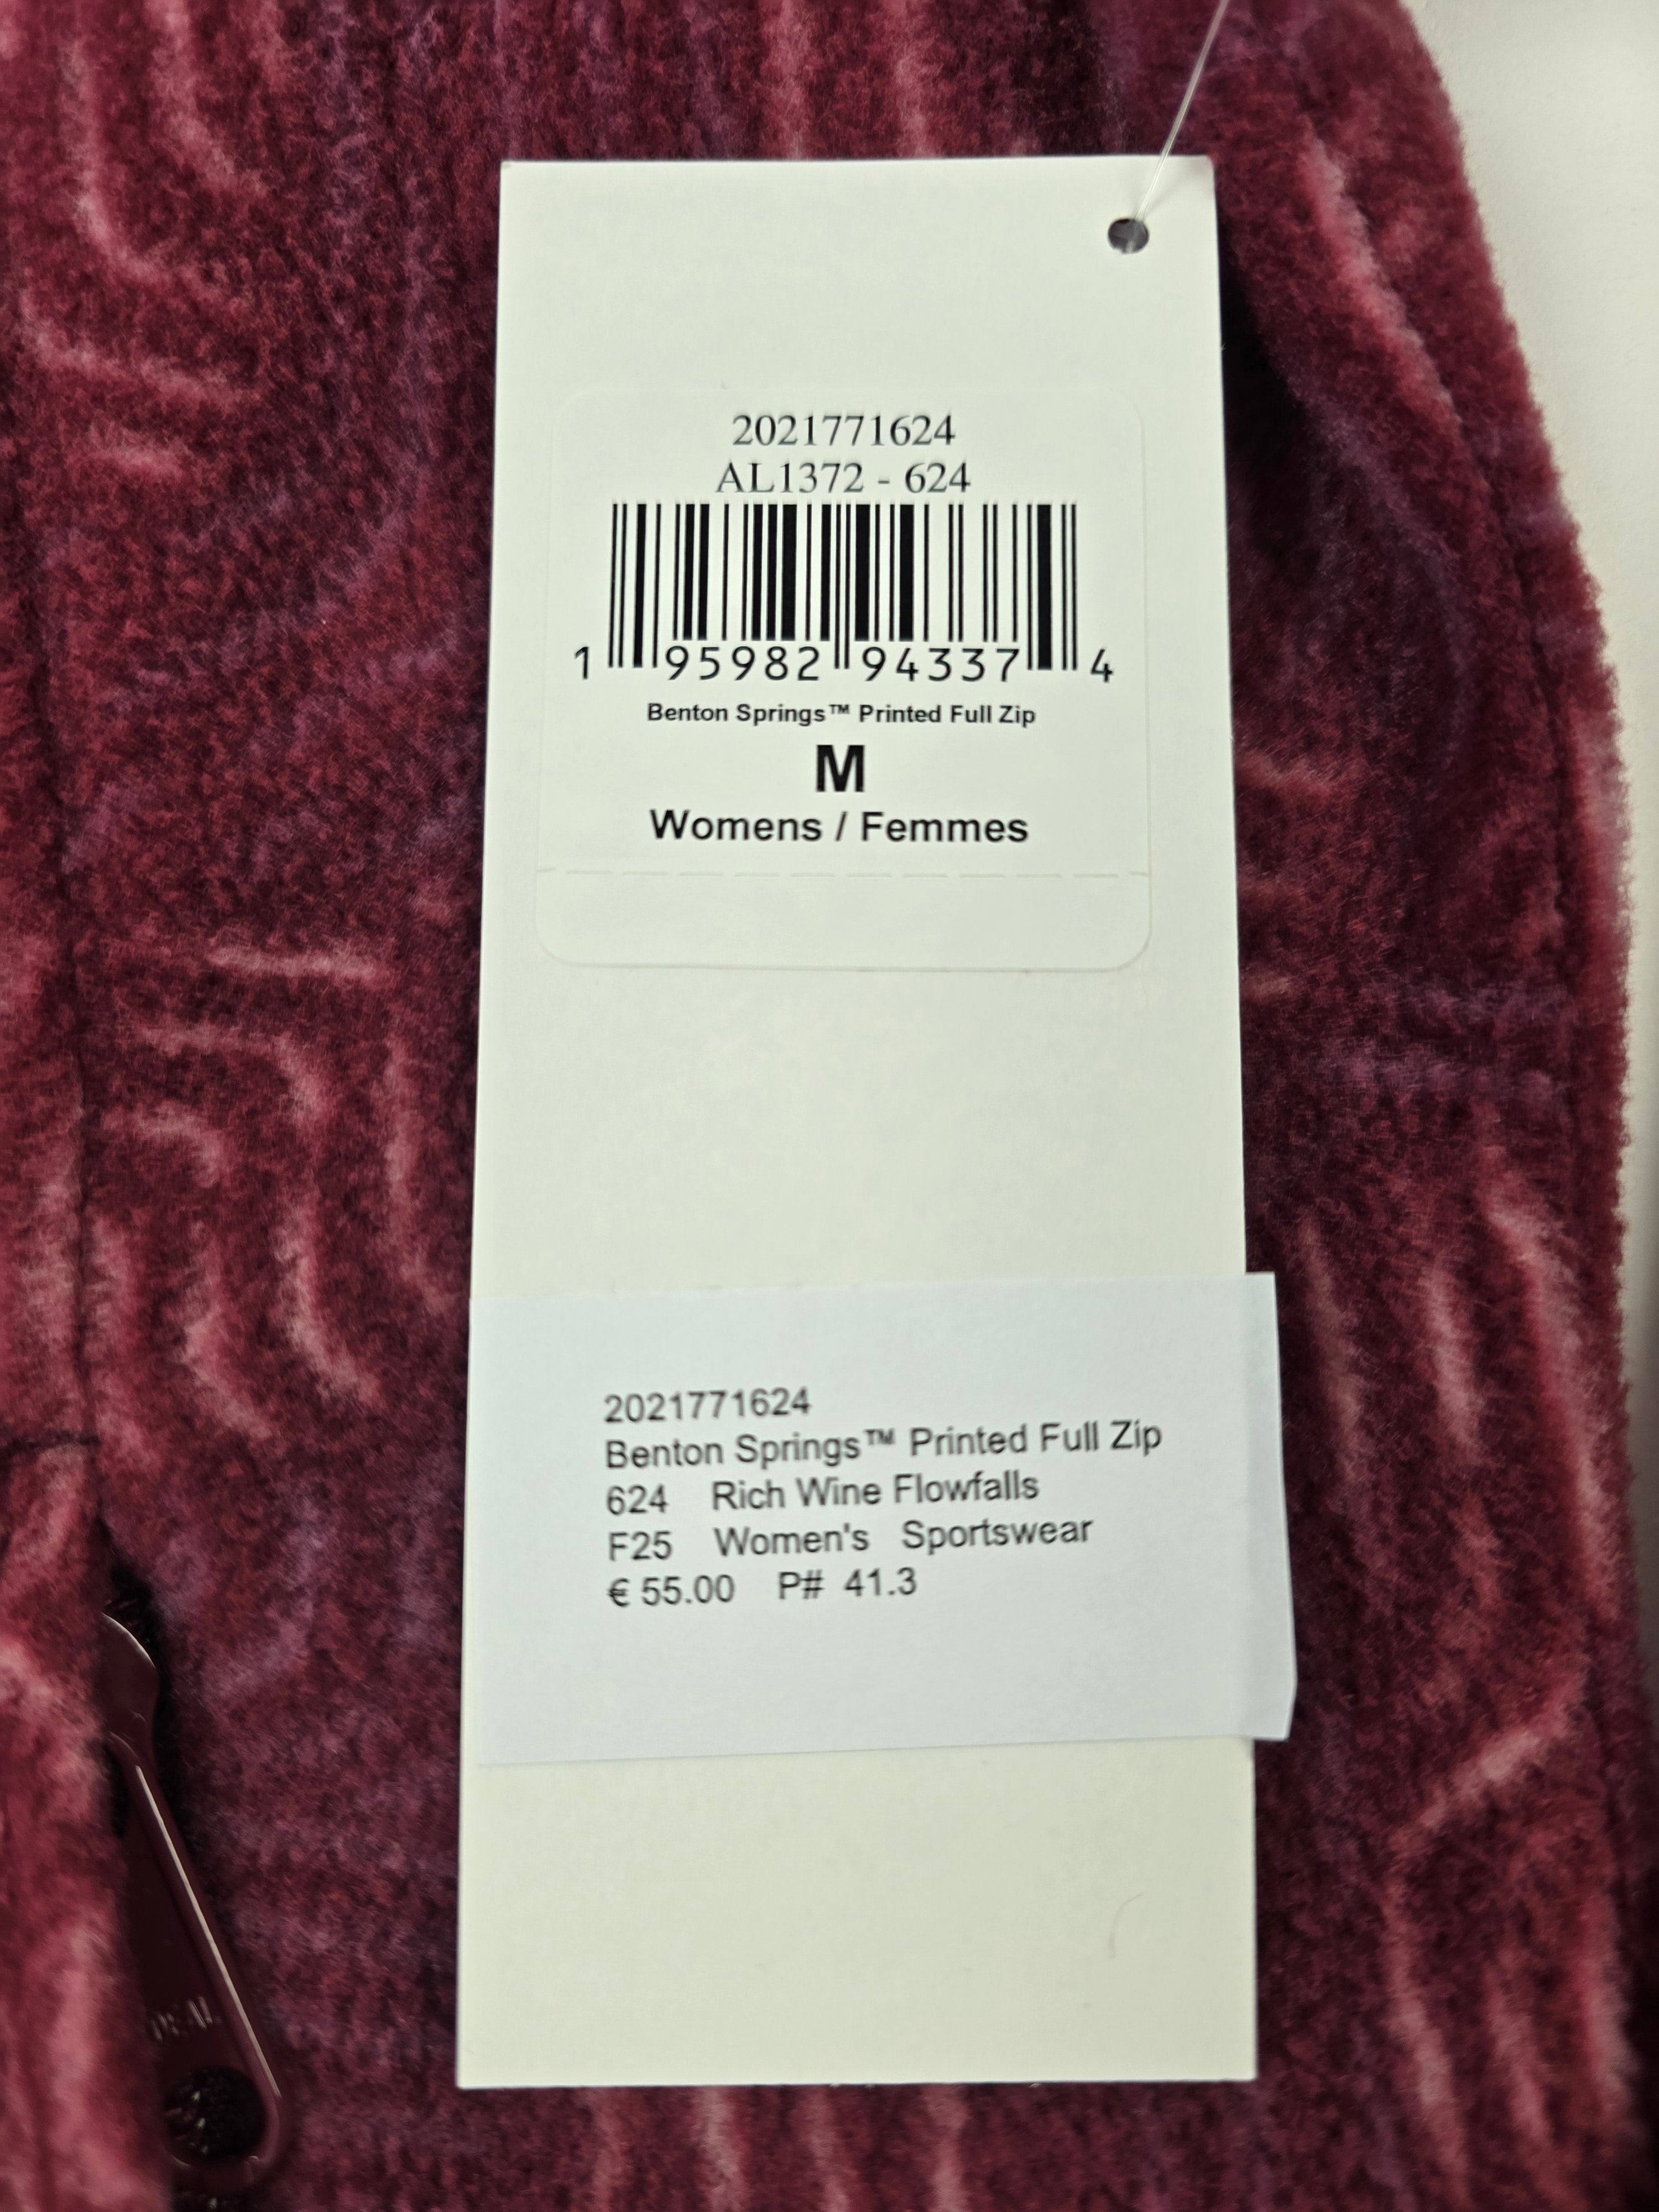 2021771624
AL1372 - 624
1 95982 94337 4
Benton Springs™ Printed Full Zip
M
Womens / Femmes
2021771624
Benton Springs™ Printed Full Zip
624 Rich Wine Flowfalls
F25 Women's Sportswear
€ 55.00 P# 41.3